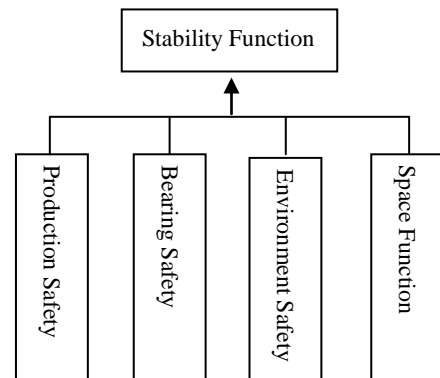 Stability Function
Production Safety
Bearing Safety
Environment Safety
Space Function